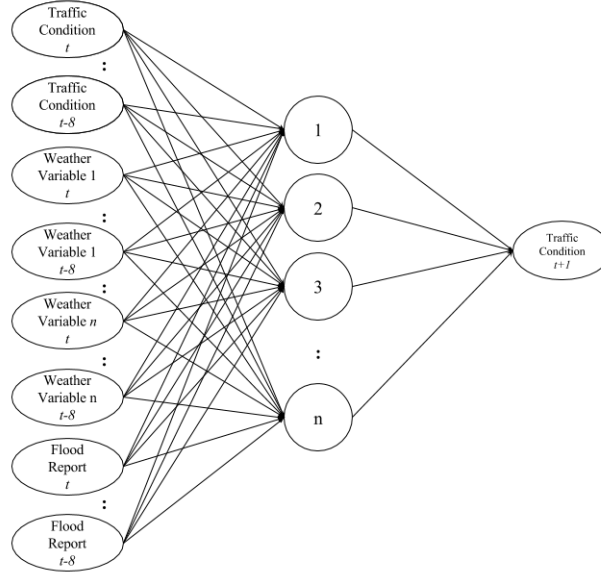 Traffic
Condition
t
:
Traffic
Condition
t-8
Weather
Variable 1
t
:
Weather
Variable 1
t-8
:
Weather
Variable n
t
:
Weather
Variable n
t-8
Flood
Report
t
:
Flood
Report
t-8
1
2
3
:
n
Traffic
Condition
t+1